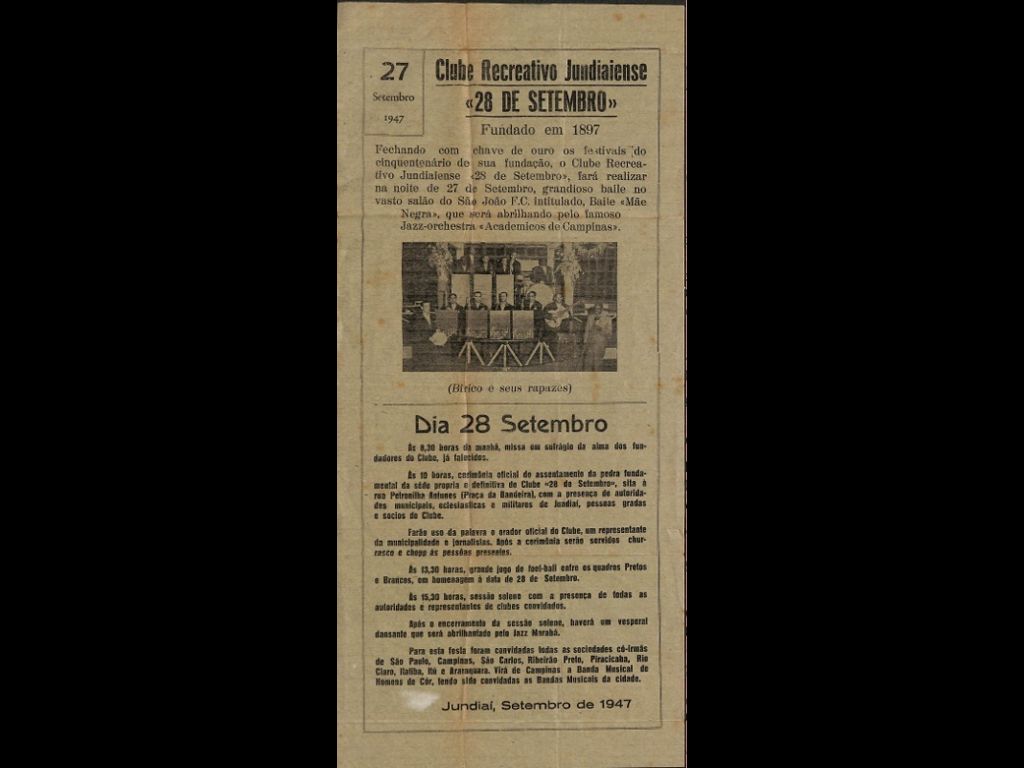 27
Setembro
1947
Clube Recreativo Jundiaiense
«28 DE SETEMBRO»
Fundado em 1897
Fechando com chave de ouro os festivais do
cinquentenário de sua fundação, o Clube Recrea-
tivo Jundiaiense «28 de Setembro», fará realizar
na noite de 27 de Setembro, grandioso baile no
vasto salão do São João F.C. intitulado, Baile «Mãe
Negra», que será abrilhando pelo famoso
Jazz-orchestra «Academicos de Campinas».
(Birico e seus rapazes)
Dia 28 Setembro
Às 8,30 horas da manhã, missa em sufrágio da alma dos fun-
dadores do Clube, já falecidos.
Às 10 horas, cerimônia oficial do assentamento da pedra funda-
mental da séde propria e definitiva do Clube «28 de Setembro», sita à
rua Petronilha Antunes (Praça da Bandeira), com a presença de autorida-
des municipais, eclesiasticas e militares de Jundiaí, pessoas gradas
e socios do Clube.
Farão uso da palavra o orador oficial do Clube, um representante
da municipalidade e jornalistas. Após a cerimônia serão servidos chur-
rasco e chopp às pessôas presentes.
Às 13,30 horas, grande jogo de foot-ball entre os quadros Pretos
e Brancos, em homenagem à data de 28 de Setembro.
Às 15,30 horas, sessão solene com a presença de todas as
autoridades e representantes de clubes convidados.
Após o encerramento da sessão solene, haverá um vesperal
dansante que será abrilhantado pelo Jazz Marabá.
Para esta festa foram convidadas todas as sociedades co-irmãs
de São Paulo, Campinas, São Carlos, Ribeirão Preto, Piracicaba, Rio
Claro, Itatiba, Itú e Araraquara. Virá de Campinas a Banda Musical do
Homens de Côr, tendo sido convidadas as Bandas Musicais da cidade.
Jundiaí, Setembro de 1947